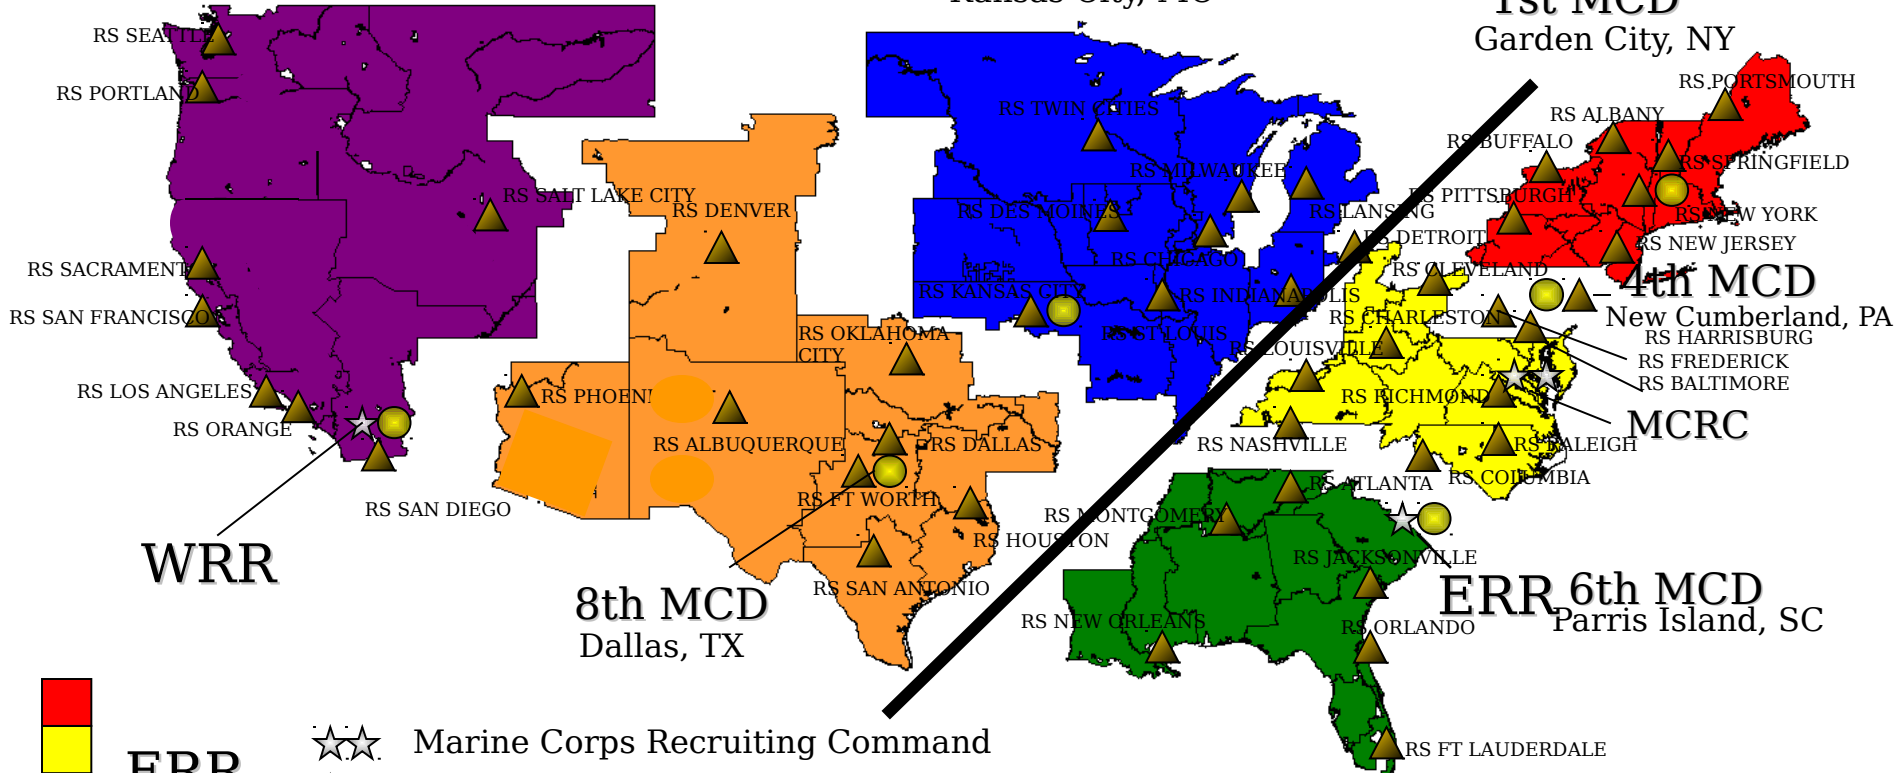 Kansas City, MO
1st MCD
Garden City, NY
RS SEATTLE
RS PORTLAND
RS SALT LAKE CITY
RS SACRAMENT
RS SAN FRANCISCO
RS LOS ANGELES
RS ORANGE
RS SAN DIEGO
WRR
RS DENVER
RS OKLAHOMA
CITY
RS PHOENI
RS ALBUQUERQUE
RS DALLAS
RS FT WORTH
RS HOUSTON
RS SAN ANTONIO
8th MCD
Dallas, TX
RS TWIN CITIES
RS MILWAUKEE
RS DES MOINES
RS LANSING
RS DETROIT
RS CHICAGO
RS KANSAS CITY
RS INDIANAPOLIS
RS ST LOUIS
RS PORTSMOUTH
RS ALBANY
RS BUFFALO
RS SPRINGFIELD
RS PITTSBURGH
RS NEW YORK
RS NEW JERSEY
RS CLEVELAND
4th MCD
New Cumberland, PA
RS CHARLESTON
RS HARRISBURG
RS FREDERICK
RS BALTIMORE
RS LOUISVILLE
RS RICHMOND
MCRC
RS NASHVILLE
RS RALEIGH
RS COLUMBIA
RS ATLANTA
RS MONTGOMERY
RS JACKSONVILLE
ERR
6th MCD
Parris Island, SC
RS NEW ORLEANS
RS ORLANDO
RS FT LAUDERDALE
ERR
Marine Corps Recruiting Command